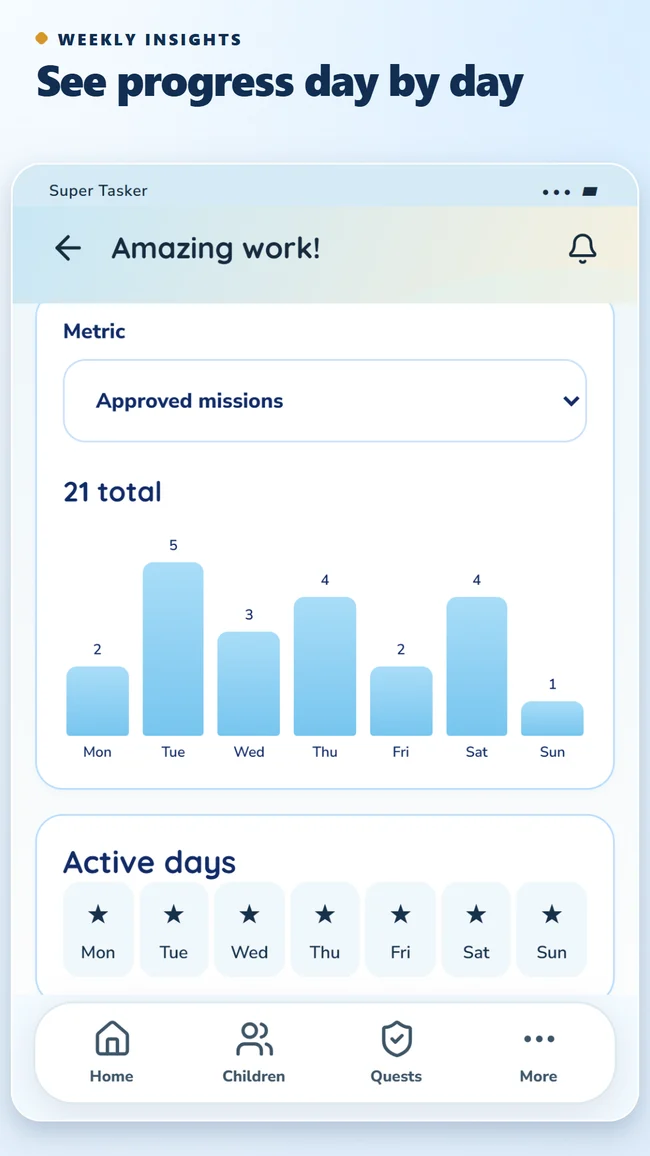 WEEKLY INSIGHTS
See progress day by day
Super Tasker
Amazing work!
Metric
Approved missions
21 total
2 5 3 4 2 4 1
Mon Tue Wed Thu Fri Sat Sun
Active days
Mon Tue Wed Thu Fri Sat Sun
Home Children Quests More